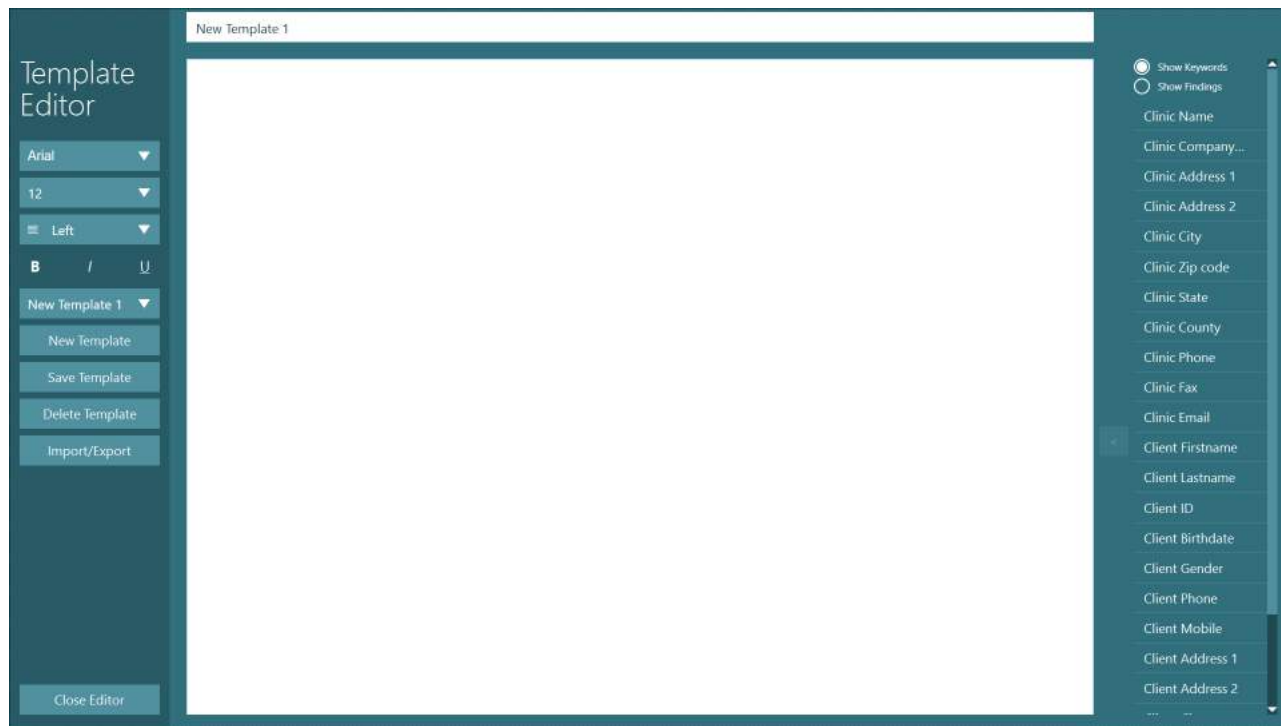 New Template 1
Template
Editor
Arial
12
Left
B I U
New Template 1
New Template
Save Template
Delete Template
Import/Export
Close Editor
<
Show Keywords
Show Findings
Clinic Name
Clinic Company...
Clinic Address 1
Clinic Address 2
Clinic City
Clinic Zip code
Clinic State
Clinic County
Clinic Phone
Clinic Fax
Clinic Email
Client Firstname
Client Lastname
Client ID
Client Birthdate
Client Gender
Client Phone
Client Mobile
Client Address 1
Client Address 2